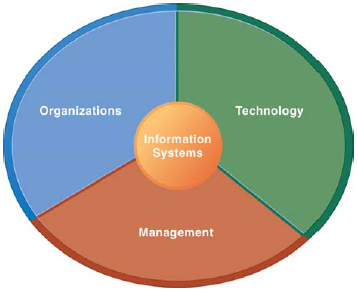 Organizations
Technology
Information
Systems
Management